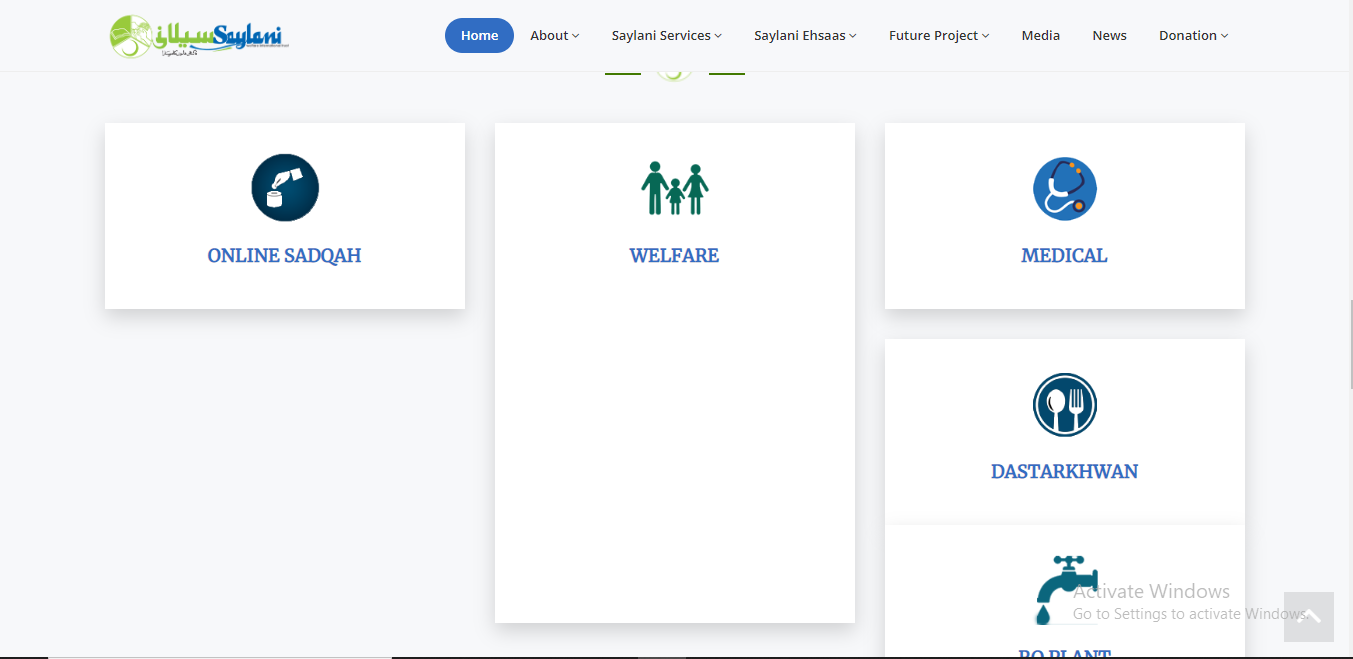 سیلانی Saylani
Home About Saylani Services Saylani Ehsaas Future Project Media News Donation
ONLINE SADQAH
WELFARE
MEDICAL
DASTARKHWAN
RO PLANT
Activate Windows
Go to Settings to activate Windows.